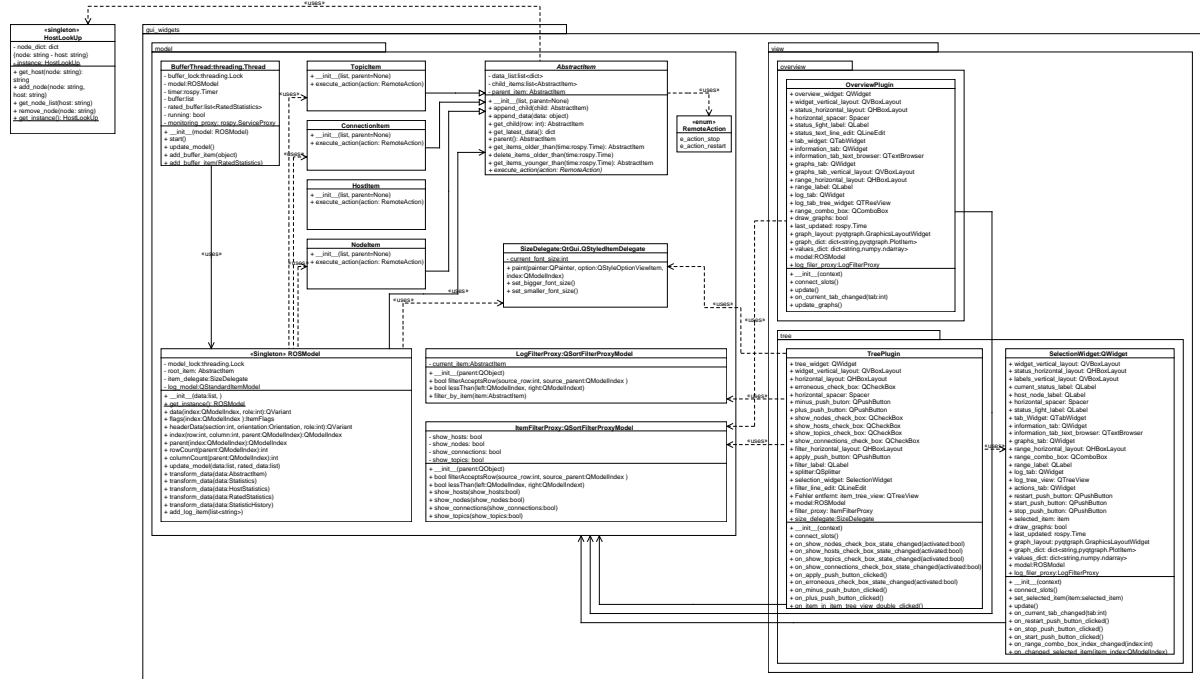 «uses»
«singleton»
HostLookUp
- node_dict: dict
(node: string - host: string)
- instance: HostLookUp
+ get_host(node: string):
string
+ add_node(node: string,
host: string)
+ get_node_list(host: string)
+ remove_node(node: string)
+ get_instance(): HostLookUp
gui_widgets
model
BufferThread:threading.Thread
- buffer_lock:threading.Lock
- model:ROSModel
- timer:rospy.Timer
- buffer:list
- rated_buffer:list<RatedStatistics>
- running: bool
- monitoring_proxy: rospy.ServiceProxy
+ __init__(model: ROSModel)
+ start()
+ update_model()
+ add_buffer_item(object)
+ add_buffer_item(RatedStatistics)
TopicItem
+ __init__(list, parent=None)
+ execute_action(action: RemoteAction)
«uses»
ConnectionItem
+ __init__(list, parent=None)
+ execute_action(action: RemoteAction)
«uses»
HostItem
+ __init__(list, parent=None)
+ execute_action(action: RemoteAction)
NodeItem
+ __init__(list, parent=None)
+ execute_action(action: RemoteAction)
«uses»
«uses»
AbstractItem
- data_list:list<dict>
- child_items:list<AbstractItem>
- parent_item: AbstractItem
+ __init__(list, parent=None)
+ append_child(child: AbstractItem)
+ append_data(data: object)
+ get_child(row: int): AbstractItem
+ get_latest_data(): dict
+ parent(): AbstractItem
+ get_items_older_than(time:rospy.Time): AbstractItem
+ delete_items_older_than(time:rospy.Time)
+ get_items_younger_than(time:rospy.Time): AbstractItem
+ execute_action(action: RemoteAction)
«uses»
«enum»
RemoteAction
e_action_stop
e_action_restart
SizeDelegate:QtGui.QStyledItemDelegate
- current_font_size:int
+ paint(painter:QPainter, option:QStyleOptionViewItem,
index:QModelIndex)
+ set_bigger_font_size()
+ set_smaller_font_size()
«uses»
«uses»
«uses»
«uses»
«Singleton» ROSModel
- model_lock:threading.Lock
- root_item: AbstractItem
- item_delegate:SizeDelegate
- log_model:QStandardItemModel
+ __init__(data:list, )
+ get_instance(): ROSModel
+ data(index:QModelIndex, role:int):QVariant
+ flags(index:QModelIndex ):ItemFlags
+ headerData(section:int, orientation:Orientation, role:int):QVariant
+ index(row:int, column:int, parent:QModelIndex):QModelIndex
+ parent(index:QModelIndex):QModelIndex
+ rowCount(parent:QModelIndex):int
+ columnCount(parent:QModelIndex):int
+ update_model(data:list, rated_data:list)
+ transform_data(data:AbstractItem)
+ transform_data(data:Statistics)
+ transform_data(data:HostStatistics)
+ transform_data(data:RatedStatistics)
+ transform_data(data:StatisticHistory)
+ add_log_item(list<string>)
LogFilterProxy:QSortFilterProxyModel
- current_item:AbstractItem
+ __init__(parent:QObject)
+ bool filterAcceptsRow(source_row:int, source_parent:QModelIndex )
+ bool lessThan(left:QModelIndex, right:QModelIndex)
+ filter_by_item(item:AbstractItem)
«uses»
ItemFilterProxy:QSortFilterProxyModel
- show_hosts: bool
- show_nodes: bool
- show_connections: bool
- show_topics: bool
+ __init__(parent:QObject)
+ bool filterAcceptsRow(source_row:int, source_parent:QModelIndex )
+ bool lessThan(left:QModelIndex, right:QModelIndex)
+ show_hosts(show_hosts:bool)
+ show_nodes(show_nodes:bool)
+ show_connections(show_connections:bool)
+ show_topics(show_topics:bool)
«uses»
view
overview
OverviewPlugin
+ overview_widget: QWidget
+ widget_vertical_layout: QVBoxLayout
+ status_horizontal_layout: QHBoxLayout
+ horizontal_spacer: Spacer
+ status_light_label: QLabel
+ status_text_line_edit: QLineEdit
+ tab_widget: QTabWidget
+ information_tab: QWidget
+ information_tab_text_browser: QTextBrowser
+ graphs_tab: QWidget
+ graphs_tab_vertical_layout: QVBoxLayout
+ range_horizontal_layout: QHBoxLayout
+ range_label: QLabel
+ log_tab: QWidget
+ log_tab_tree_widget: QTReeView
+ range_combo_box: QComboBox
+ draw_graphs: bool
+ last_updated: rospy.Time
+ graph_layout: pyqtgraph.GraphicsLayoutWidget
+ graph_dict: dict<string,pyqtgraph.PlotItem>
+ values_dict: dict<string,numpy.ndarray>
+ model:ROSModel
+ log_filer_proxy:LogFilterProxy
+ __init__(context)
+ connect_slots()
+ update()
+ on_current_tab_changed(tab:int)
+ update_graphs()
tree
TreePlugin
+ tree_widget: QWidget
+ widget_vertical_layout: QVBoxLayout
+ horizontal_layout: QHBoxLayout
+ erroneous_check_box: QCheckBox
+ horizontal_spacer: Spacer
+ minus_push_button: QPushButton
+ plus_push_button: QPushButton
+ show_nodes_check_box: QCheckBox
+ show_hosts_check_box: QCheckBox
+ show_topics_check_box: QCheckBox
+ show_connections_check_box: QCheckBox
+ filter_horizontal_layout: QHBoxLayout
+ apply_push_button: QPushButton
+ filter_label: QLabel
+ splitter:QSplitter
+ selection_widget: SelectionWidget
+ filter_line_edit: QLineEdit
+ Fehler entfernt: item_tree_view: QTreeView
+ model:ROSModel
+ filter_proxy: ItemFilterProxy
+ size_delegate:SizeDelegate
+ __init__(context)
+ connect_slots()
+ on_show_nodes_check_box_state_changed(activated:bool)
+ on_show_hosts_check_box_state_changed(activated:bool)
+ on_show_topics_check_box_state_changed(activated:bool)
+ on_show_connections_check_box_state_changed(activated:bool)
+ on_apply_push_button_clicked()
+ on_erroneous_check_box_state_changed(activated:bool)
+ on_minus_push_buton_clicked()
+ on_plus_push_button_clicked()
+ on_item_in_item_tree_view_double_clicked()
«uses»
SelectionWidget:QWidget
+ widget_vertical_layout: QVBoxLayout
+ status_horizontal_layout: QHBoxLayout
+ labels_vertical_layout: QVBoxLayout
+ current_status_label: QLabel
+ host_node_label: QLabel
+ horizontal_spacer: Spacer
+ status_light_label: QLabel
+ tab_Widget: QTabWidget
+ information_tab: QWidget
+ information_tab_text_browser: QTextBrowser
+ graphs_tab: QWidget
+ range_horizontal_layout: QHBoxLayout
+ range_combo_box: QComboBox
+ range_label: QLabel
+ log_tab: QWidget
+ log_tree_view: QTreeView
+ actions_tab: QWidget
+ restart_push_button: QPushButton
+ start_push_button: QPushButton
+ stop_push_button: QPushButton
+ selected_item: item
+ draw_graphs: bool
+ last_updated: rospy.Time
+ graph_layout: pyqtgraph.GraphicsLayoutWidget
+ graph_dict: dict<string,pyqtgraph.PlotItem>
+ values_dict: dict<string,numpy.ndarray>
+ model:ROSModel
+ log_filer_proxy:LogFilterProxy
+ __init__(context)
+ connect_slots()
+ set_selected_item(item:selected_item)
+ update()
+ on_current_tab_changed(tab:int)
+ on_restart_push_button_clicked()
+ on_stop_push_button_clicked()
+ on_start_push_button_clicked()
+ on_range_combo_box_index_changed(index:int)
+ on_changed_selected_item(item_index:QModelIndex)